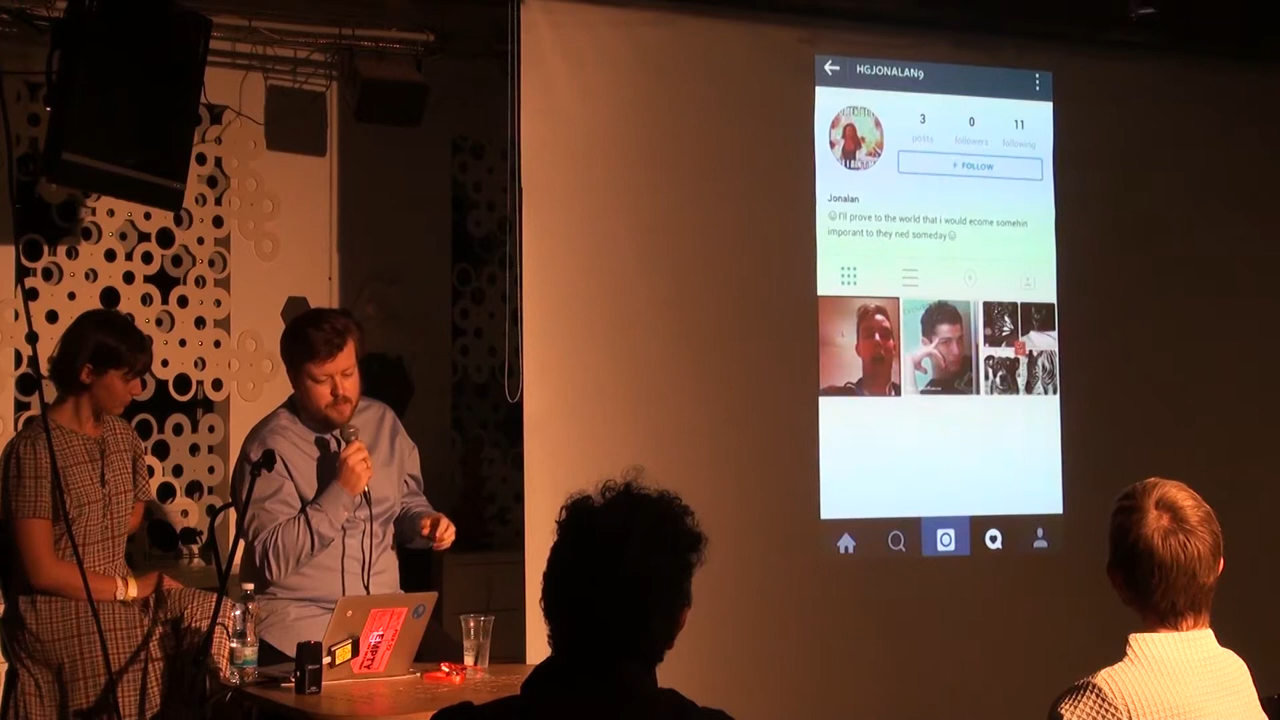 HGJONALAN9
3 0 11
posts followers following
+ FOLLOW
Jonalan
I'll prove to the world that i would ecome somehin
imporant to they ned someday
EMPTY